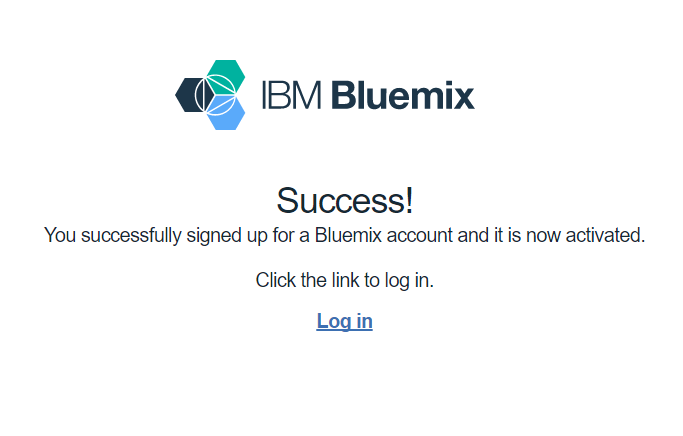 IBM Bluemix
Success!
You successfully signed up for a Bluemix account and it is now activated.
Click the link to log in.
Log in